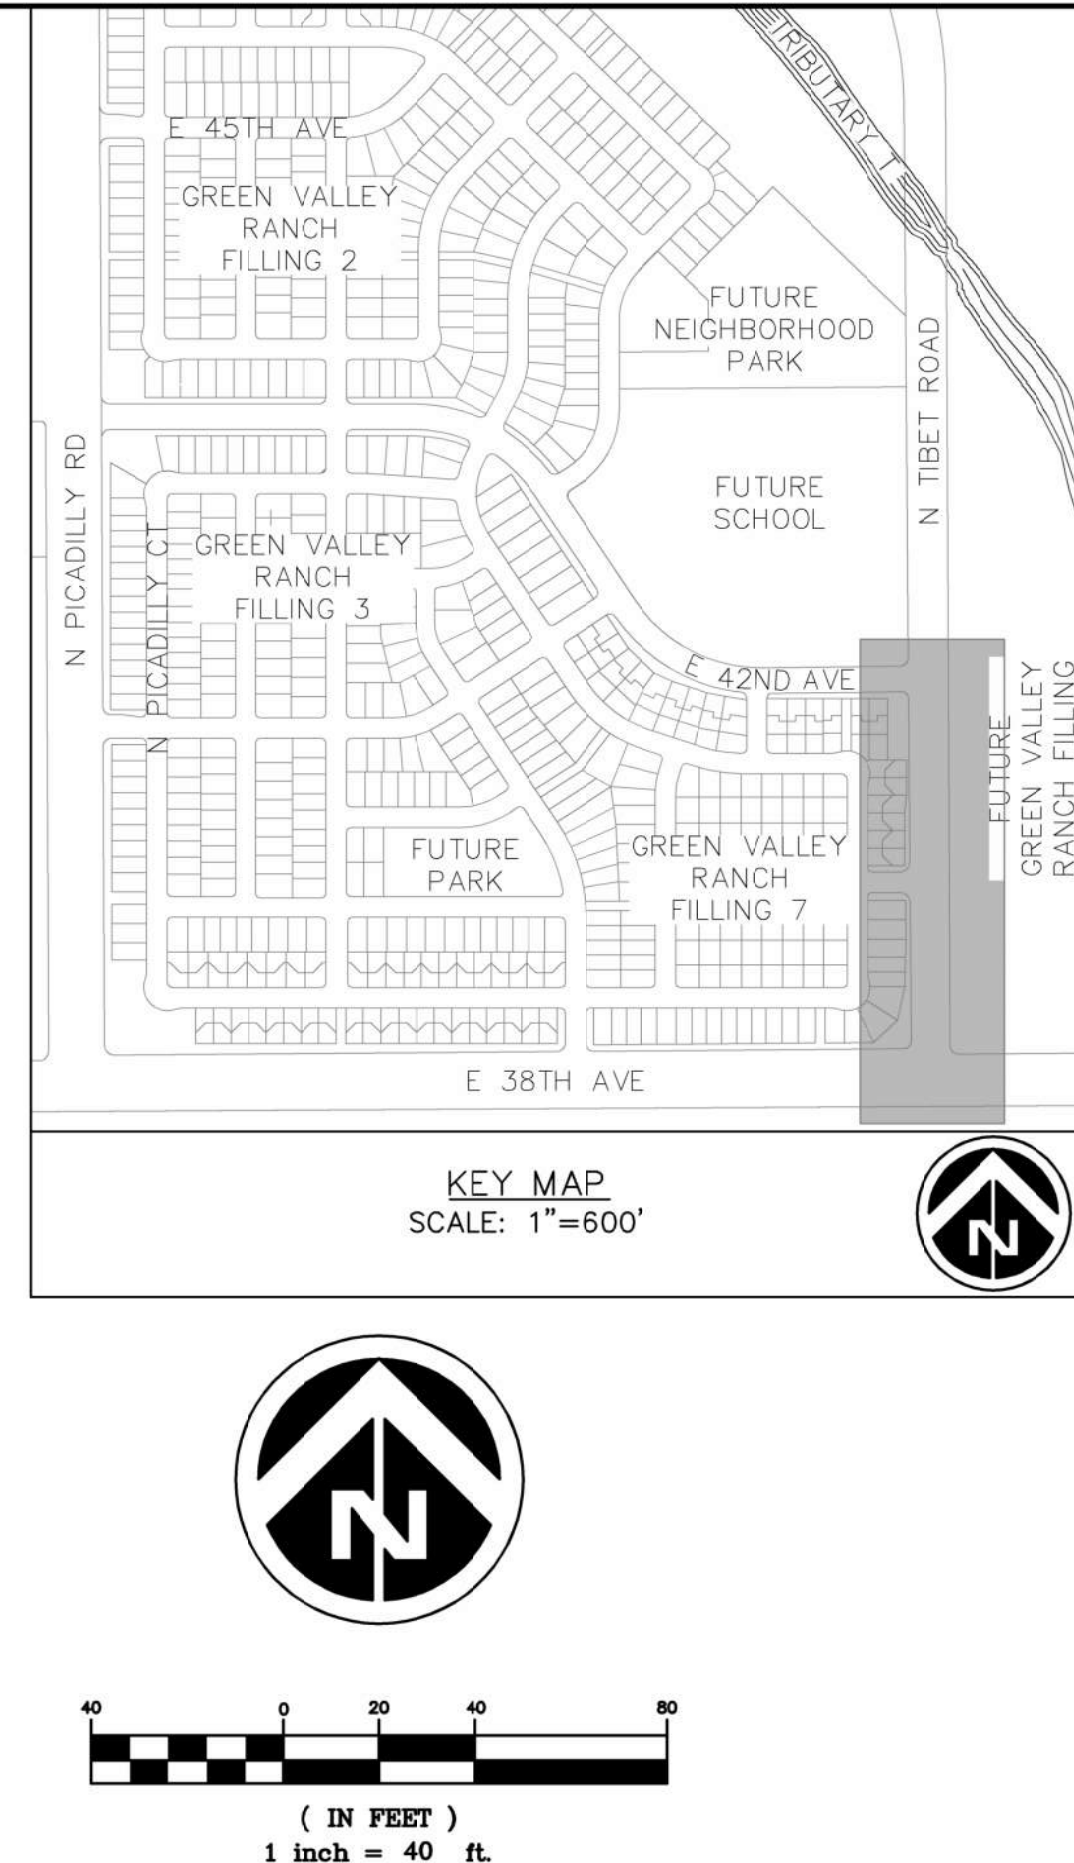 TRIBUTARY T
E 45TH AVE
GREEN VALLEY
RANCH
FILLING 2
FUTURE
NEIGHBORHOOD
PARK
N TIBET ROAD
N PICADILLY RD
FUTURE
SCHOOL
N PICADILLY CT
GREEN VALLEY
RANCH
FILLING 3
E 42ND AVE
FUTURE
GREEN VALLEY
RANCH FILLING
FUTURE
PARK
GREEN VALLEY
RANCH
FILLING 7
E 38TH AVE
KEY MAP
SCALE: 1"=600'
N
N
40 0 20 40 80
( IN FEET )
1 inch = 40 ft.